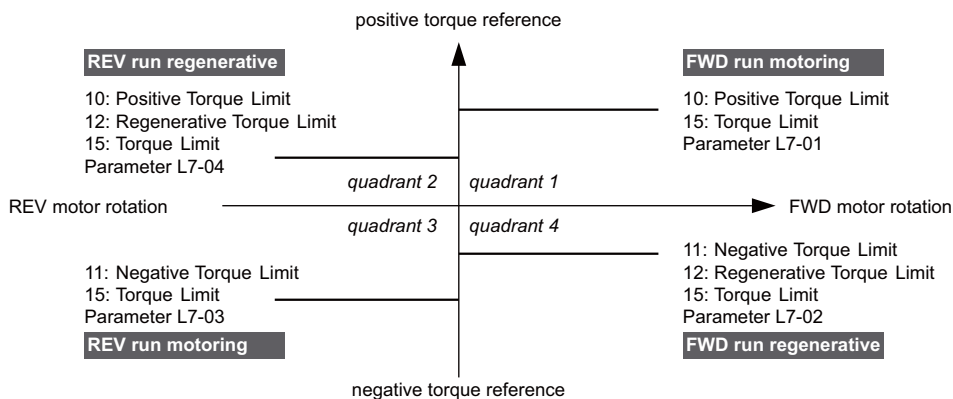 positive torque reference
REV run regenerative
10: Positive Torque Limit
12: Regenerative Torque Limit
15: Torque Limit
Parameter L7-04
FWD run motoring
10: Positive Torque Limit
15: Torque Limit
Parameter L7-01
quadrant 2
quadrant 1
REV motor rotation
FWD motor rotation
quadrant 3
quadrant 4
11: Negative Torque Limit
15: Torque Limit
Parameter L7-03
REV run motoring
11: Negative Torque Limit
12: Regenerative Torque Limit
15: Torque Limit
Parameter L7-02
FWD run regenerative
negative torque reference